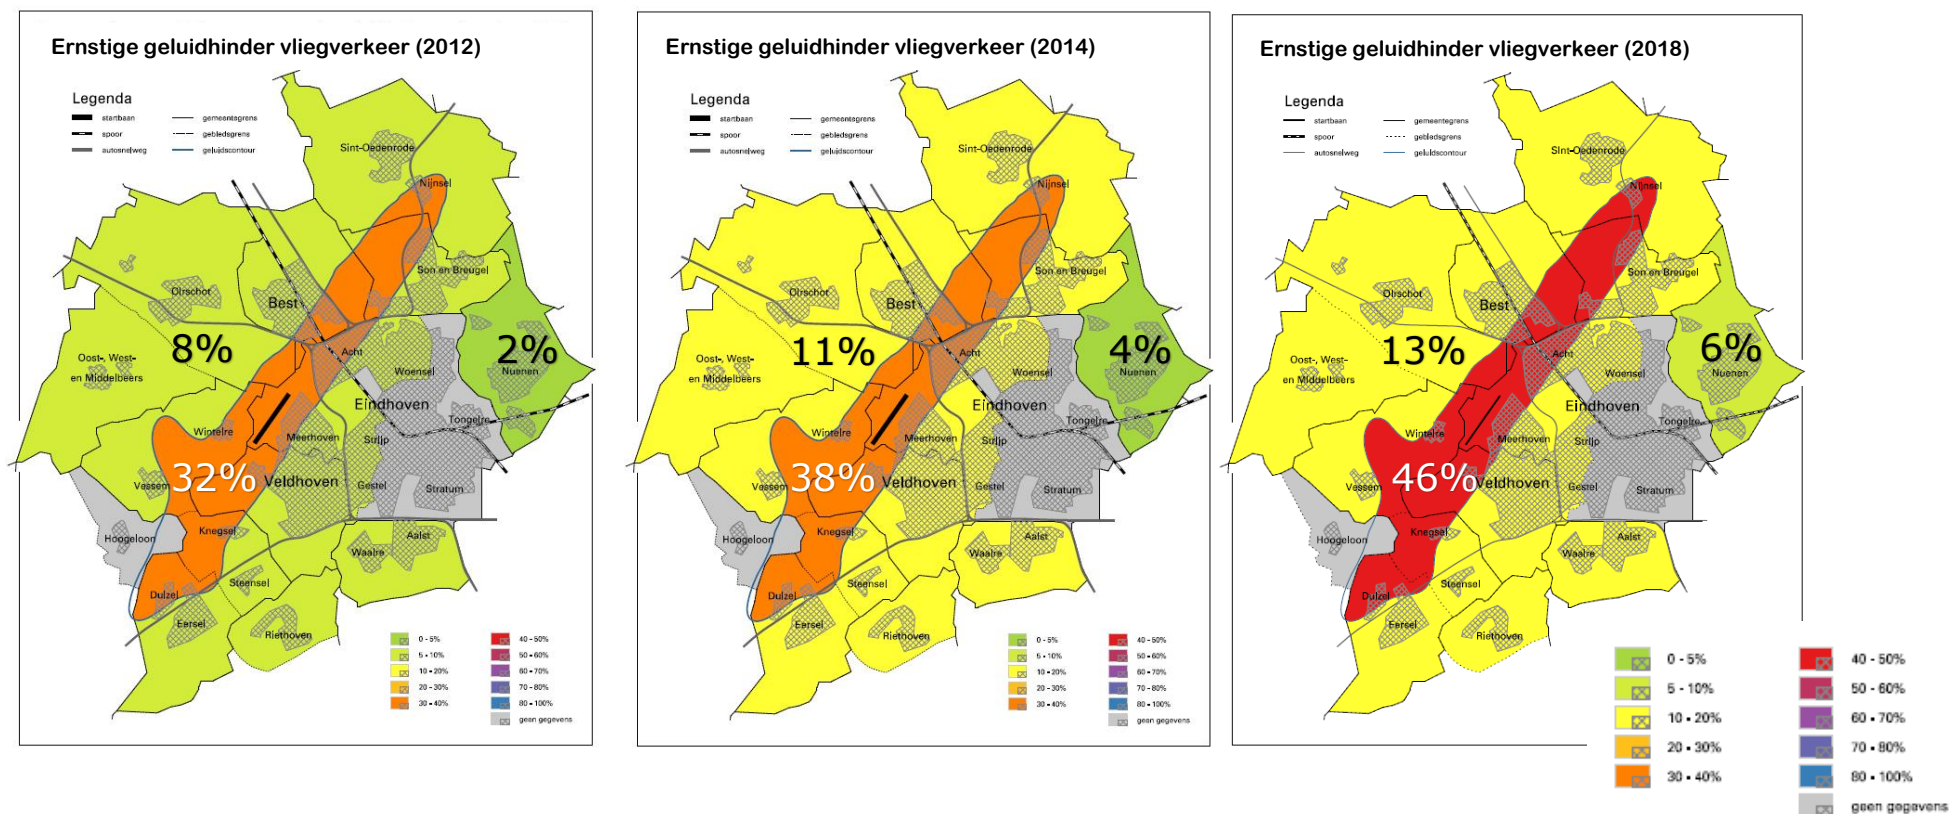 Ernstige geluidhinder vliegverkeer (2012)
Legenda
startbaan
gemeentegrens
spoor
gebiedsgrens
autosnelweg
geluidscontour
Sint-Oedenrode
Nijnsel
Son en Breugel
Oirschot
Best
8%
2%
Acht
Oost-, West-
en Middelbeers
Woensel
Nuenen
Eindhoven
Tongelre
Wintelre
Meerhoven
Strijp
32%
Veldhoven
Vessem
Gestel
Stratum
Knegsel
Hoogeloon
Aalst
Waalre
Steensel
Duizel
Eersel
Riethoven
0 - 5%
40 - 50%
5 - 10%
50 - 60%
10 - 20%
60 - 70%
20 - 30%
70 - 80%
30 - 40%
80 - 100%
geen gegevens
Ernstige geluidhinder vliegverkeer (2014)
Legenda
startbaan
gemeentegrens
spoor
gebiedsgrens
autosnelweg
geluidscontour
Sint-Oedenrode
Nijnsel
Son en Breugel
Oirschot
Best
11%
4%
Acht
Oost-, West-
en Middelbeers
Woensel
Nuenen
Eindhoven
Tongelre
Wintelre
Meerhoven
Strijp
38%
Veldhoven
Vessem
Gestel
Stratum
Knegsel
Hoogeloon
Aalst
Waalre
Steensel
Duizel
Eersel
Riethoven
0 - 5%
40 - 50%
5 - 10%
50 - 60%
10 - 20%
60 - 70%
20 - 30%
70 - 80%
30 - 40%
80 - 100%
geen gegevens
Ernstige geluidhinder vliegverkeer (2018)
Legenda
startbaan
gemeentegrens
spoor
gebiedsgrens
autosnelweg
geluidscontour
Sint-Oedenrode
Nijnsel
Son en Breugel
Oirschot
Best
13%
6%
Acht
Oost-, West-
en Middelbeers
Woensel
Nuenen
Eindhoven
Tongelre
Wintelre
Meerhoven
Strijp
46%
Veldhoven
Vessem
Gestel
Stratum
Knegsel
Hoogeloon
Aalst
Waalre
Steensel
Duizel
Eersel
Riethoven
0 - 5%
40 - 50%
5 - 10%
50 - 60%
10 - 20%
60 - 70%
20 - 30%
70 - 80%
30 - 40%
80 - 100%
geen gegevens